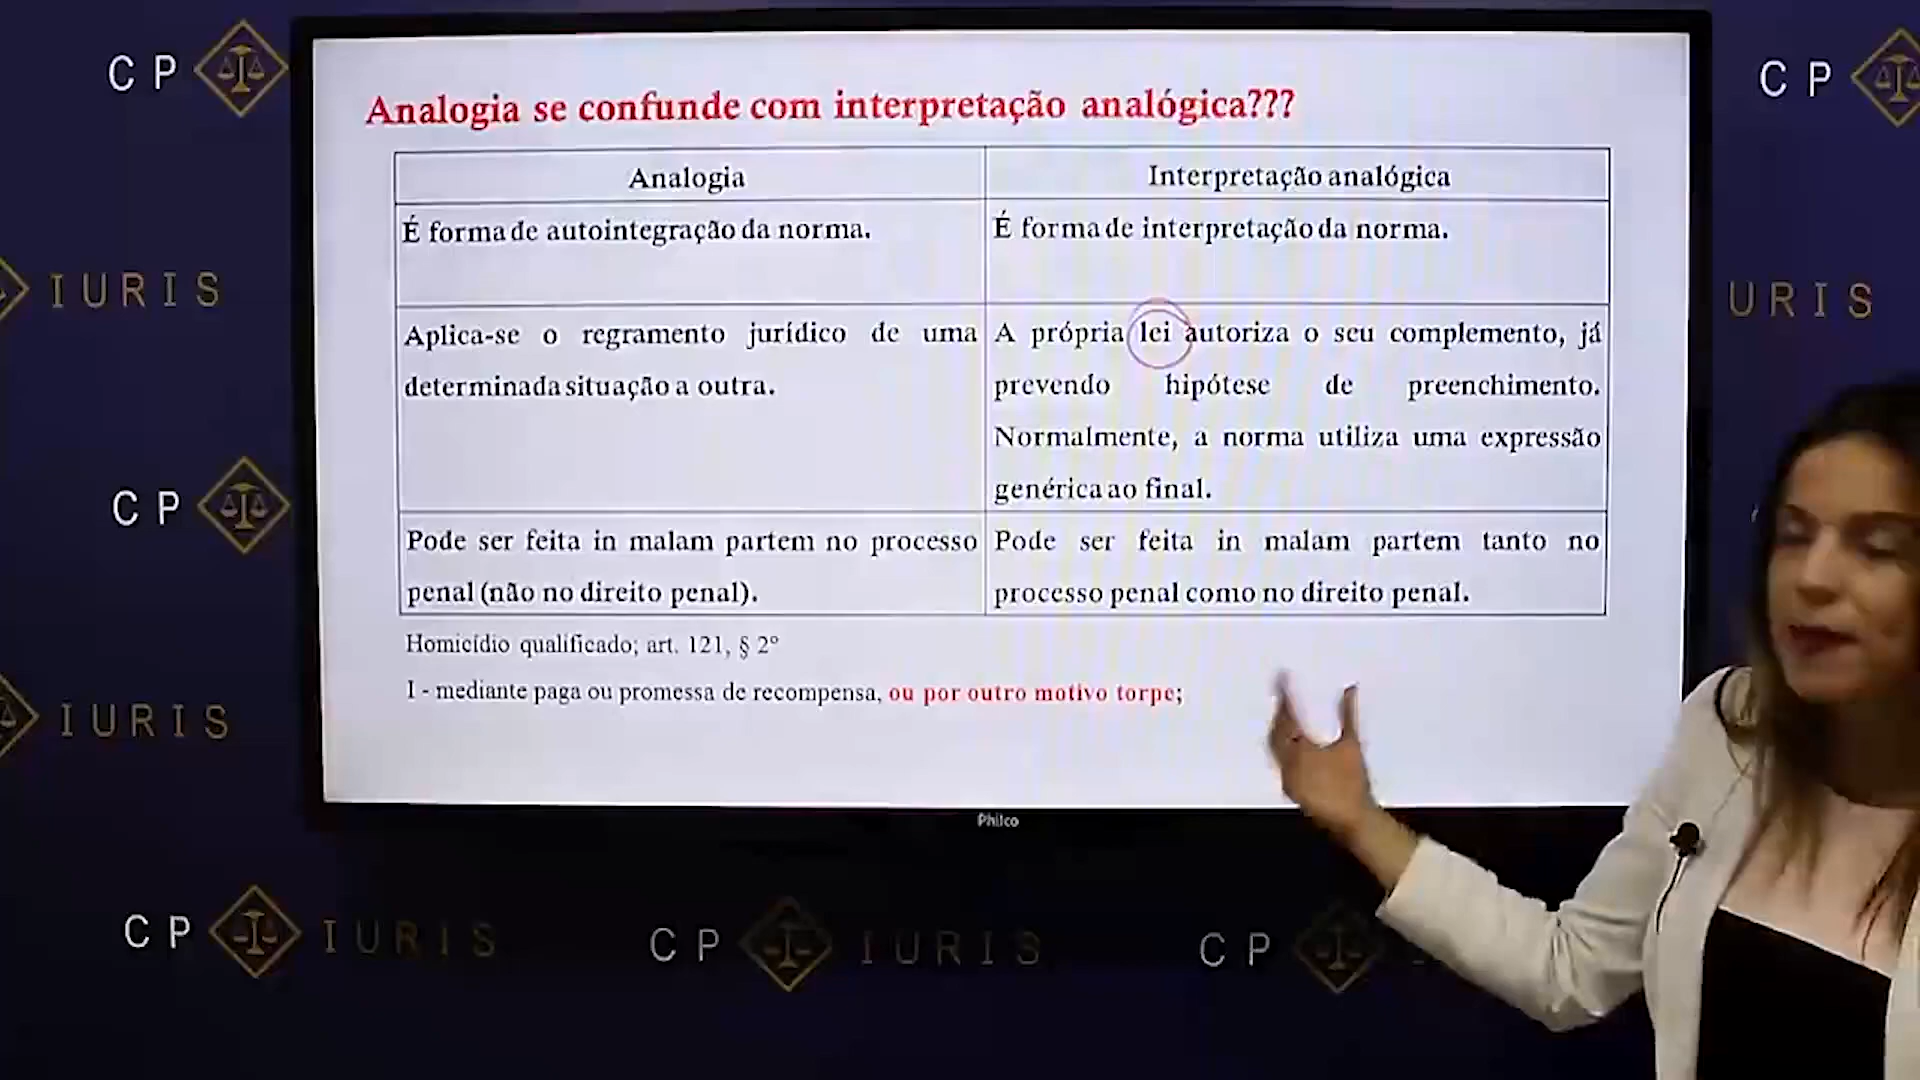 Analogia se confunde com interpretação analógica???
Analogia
Interpretação analógica
É forma de autointegração da norma.
É forma de interpretação da norma.
Aplica-se o regramento jurídico de uma
determinada situação a outra.
A própria lei autoriza o seu complemento, já
prevendo hipótese de preenchimento.
Normalmente, a norma utiliza uma expressão
genérica ao final.
Pode ser feita in malam partem no processo
penal (não no direito penal).
Pode ser feita in malam partem tanto no
processo penal como no direito penal.
Homicídio qualificado; art. 121, § 2º
I - mediante paga ou promessa de recompensa, ou por outro motivo torpe;
Philco
CP
CP
IURIS
URIS
CP
IURIS
CP IURIS
CP IURIS
CP